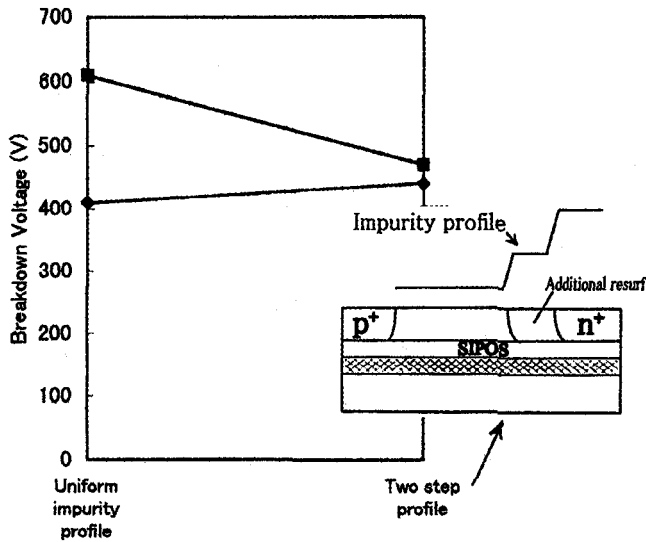 700
600
500
400
300
200
100
0
Breakdown Voltage (V)
Uniform
impurity
profile
Two step
profile
Impurity
profile
Additional resurf
p+
n+
SIPOS